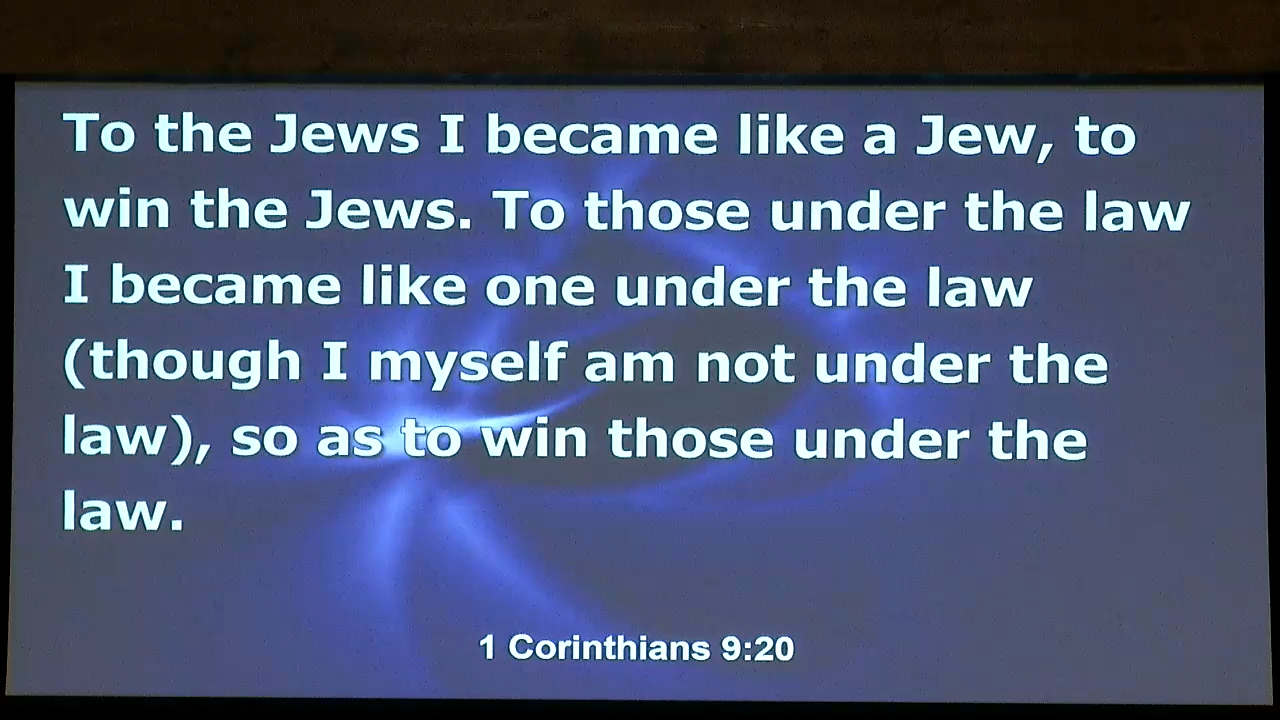 To the Jews I became like a Jew, to
win the Jews. To those under the law
I became like one under the law
(though I myself am not under the
law), so as to win those under the
law.
1 Corinthians 9:20